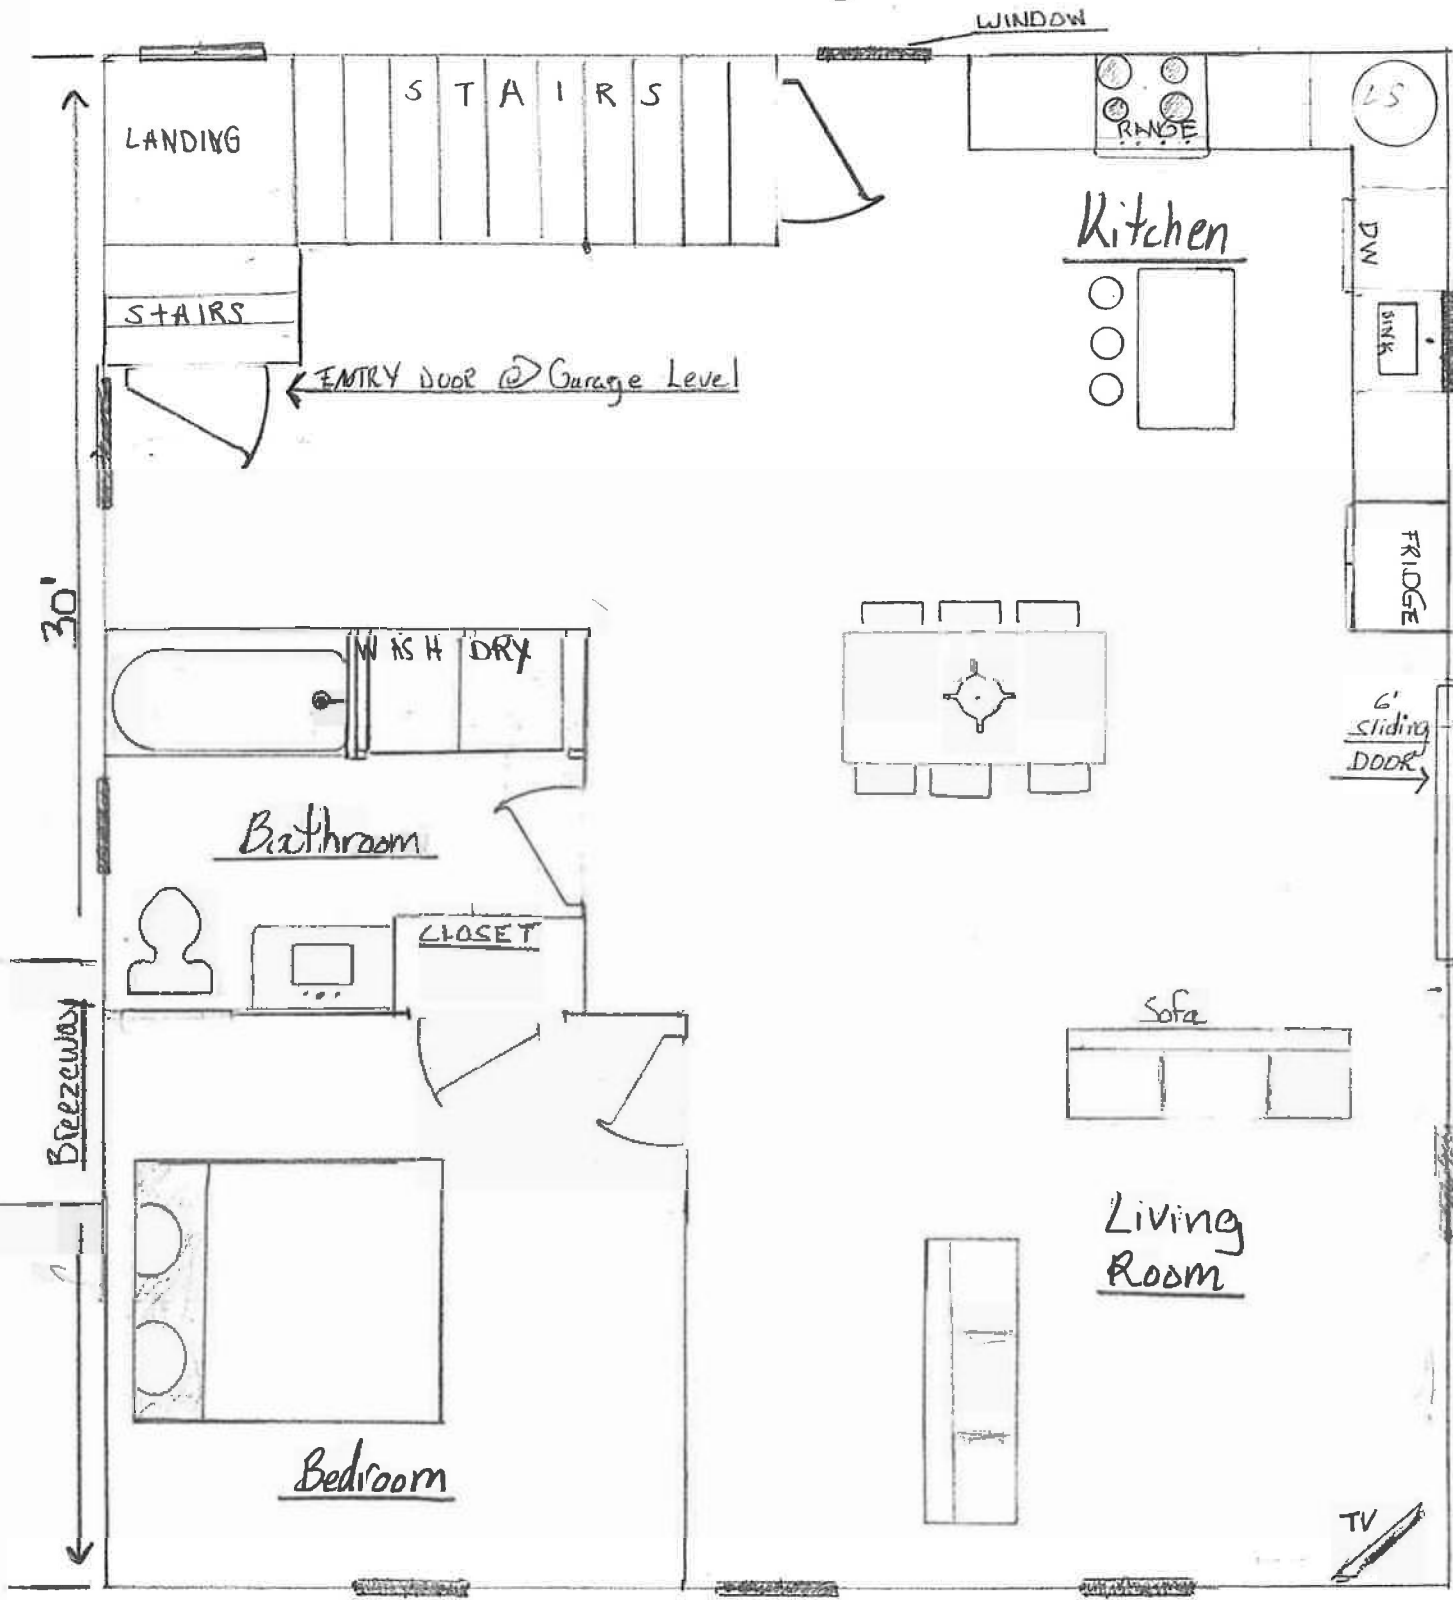 WINDOW
STAIRS
LANDING
RANGE
LS
Kitchen
DW
SINK
STAIRS
ENTRY DOOR @ Garage Level
FRIDGE
30'
WASH DRY
6'
Sliding
DOOR
Bathroom
CLOSET
Sofa
Breezeway
Living
Room
Bedroom
TV